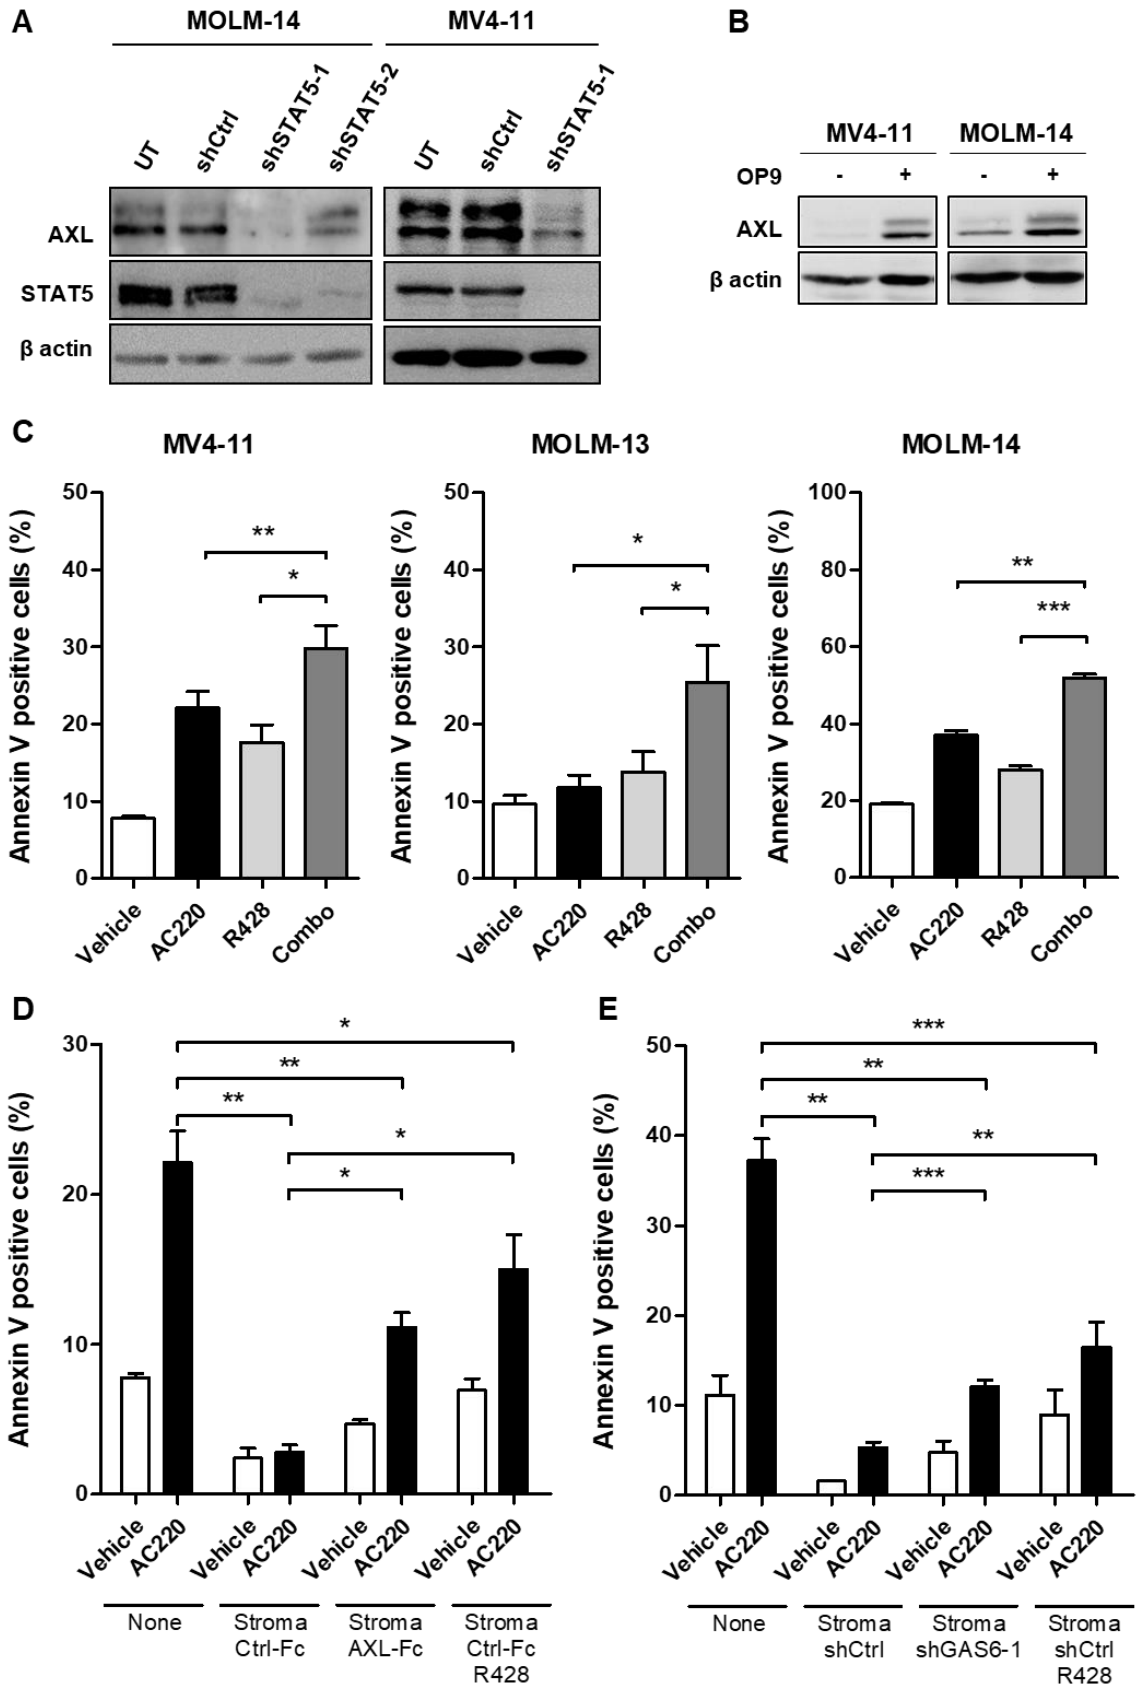 A
MOLM-14
MV4-11
UT
shCtrl
shSTAT5-1
shSTAT5-2
UT
shCtrl
shSTAT5-1
AXL
STAT5
β actin
B
MV4-11
MOLM-14
OP9
-
+
-
+
AXL
β actin
C
MV4-11
Annexin V positive cells (%)
50
40
30
20
10
0
**
*
Vehicle
AC220
R428
Combo
MOLM-13
Annexin V positive cells (%)
50
40
30
20
10
0
*
*
Vehicle
AC220
R428
Combo
MOLM-14
Annexin V positive cells (%)
100
80
60
40
20
0
**
***
Vehicle
AC220
R428
Combo
D
Annexin V positive cells (%)
30
20
10
0
*
**
**
*
*
Vehicle
AC220
Vehicle
AC220
Vehicle
AC220
Vehicle
AC220
None
Stroma
Ctrl-Fc
Stroma
AXL-Fc
Stroma
Ctrl-Fc
R428
E
Annexin V positive cells (%)
50
40
30
20
10
0
***
**
**
**
***
Vehicle
AC220
Vehicle
AC220
Vehicle
AC220
Vehicle
AC220
None
Stroma
shCtrl
Stroma
shGAS6-1
Stroma
shCtrl
R428